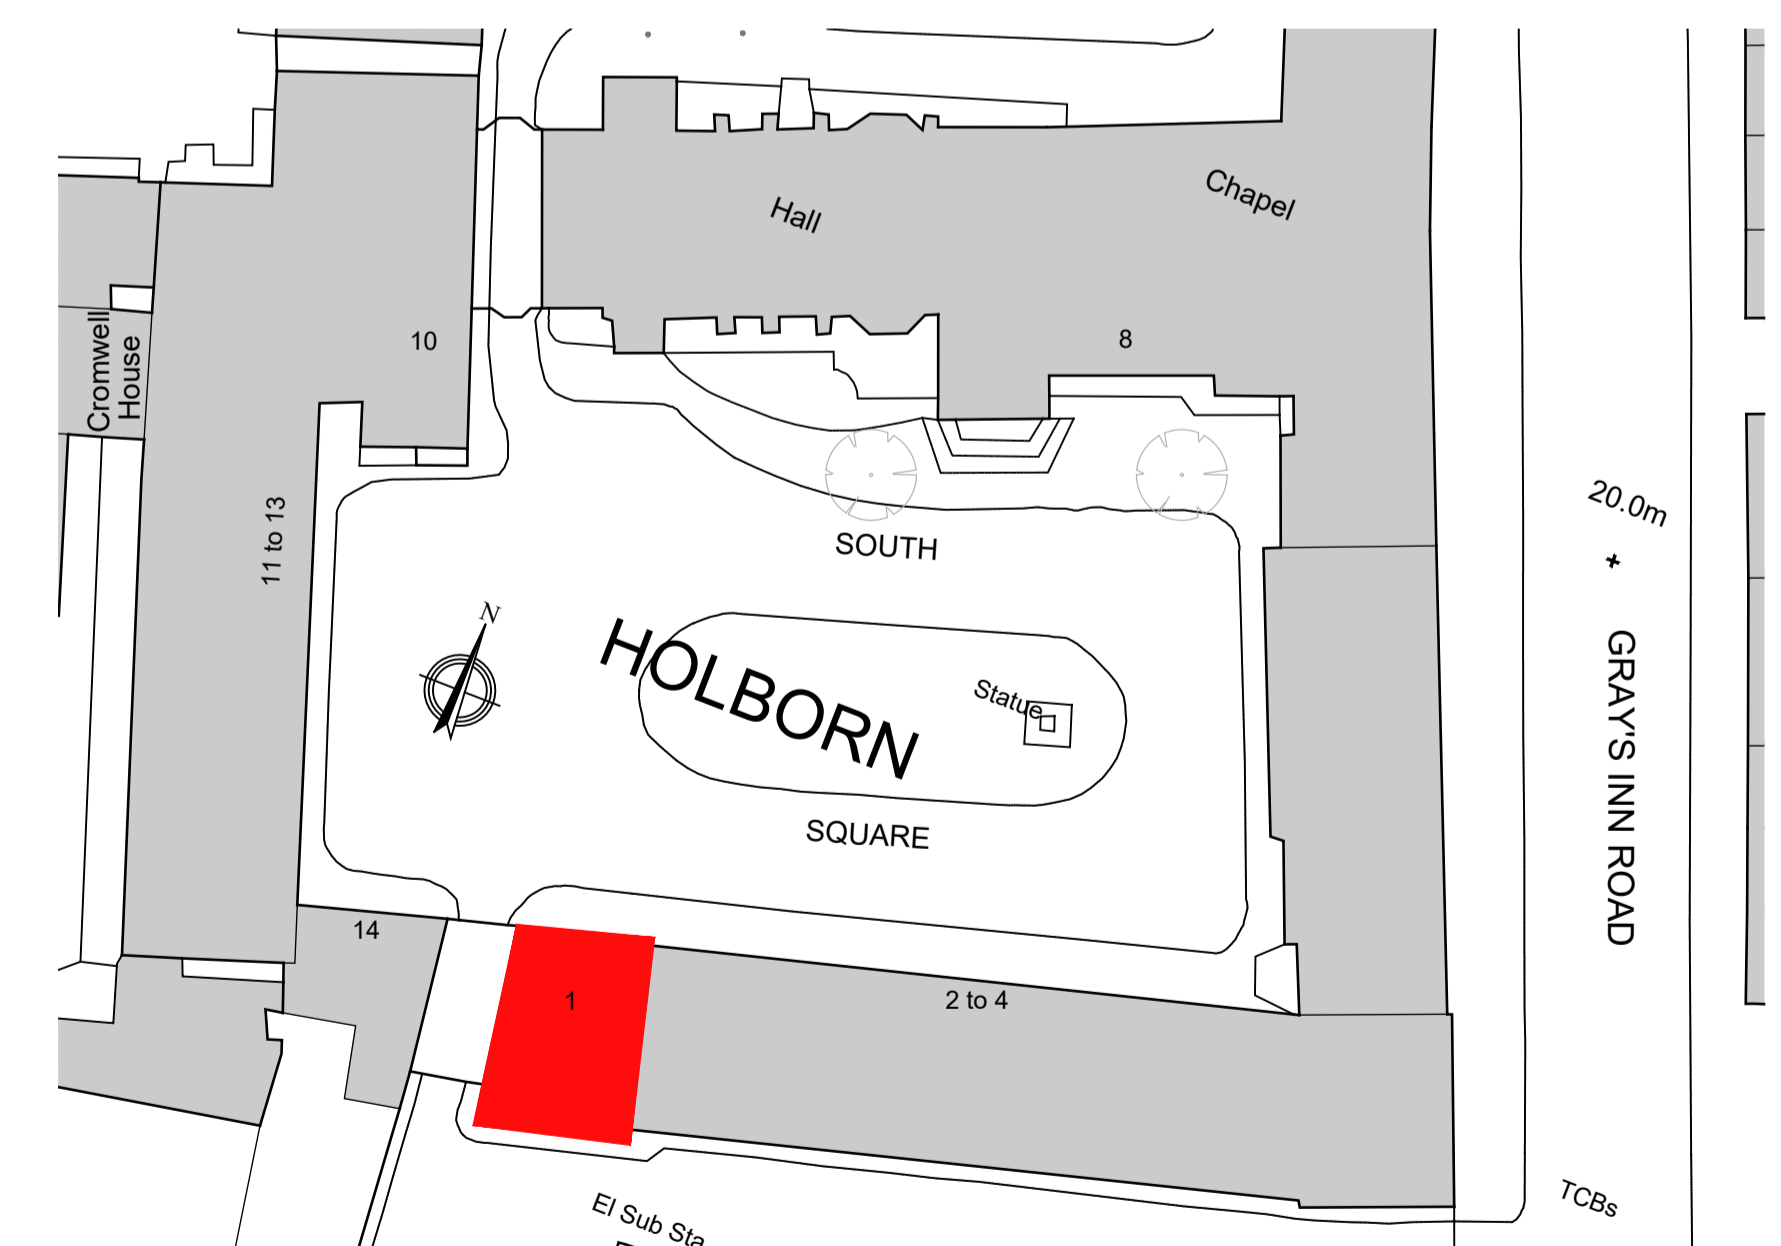 Hall
Chapel
10
8
Cromwell
House
11 to 13
20.0m
SOUTH
N
HOLBORN
Statue
GRAY'S INN ROAD
SQUARE
14
1
2 to 4
TCBs
El Sub Sta